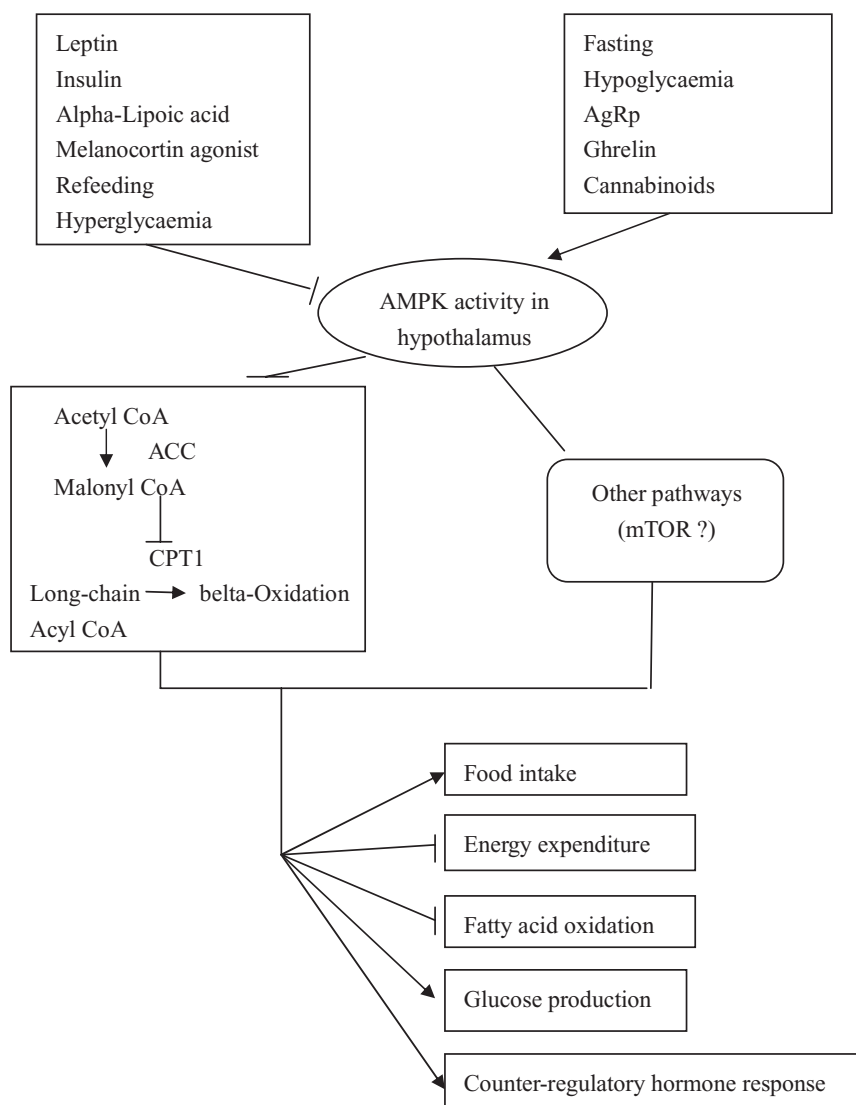 Leptin
Insulin
Alpha-Lipoic acid
Melanocortin agonist
Refeeding
Hyperglycaemia
Fasting
Hypoglycaemia
AgRp
Ghrelin
Cannabinoids
AMPK activity in
hypothalamus
Acetyl CoA
ACC
Malonyl CoA
CPT1
Long-chain
belta-Oxidation
Acyl CoA
Other pathways
(mTOR ?)
Food intake
Energy expenditure
Fatty acid oxidation
Glucose production
Counter-regulatory hormone response